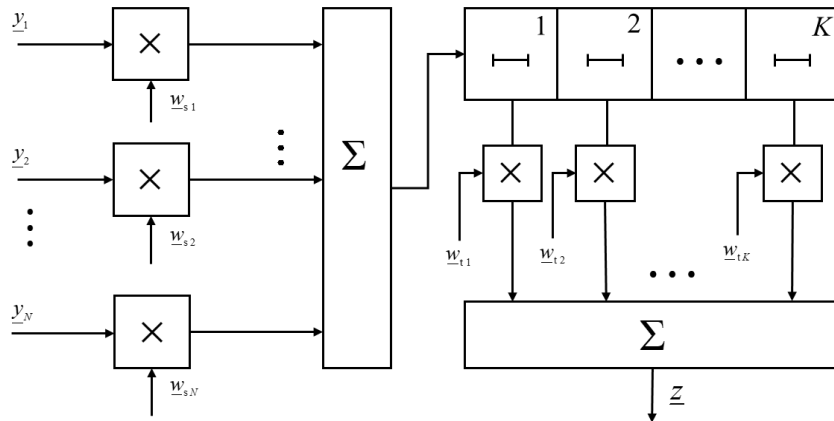 y1
×
ws1
y2
×
ws2
yN
×
wsN
Σ
1 2 ... K
×
wt1
×
wt2
×
wtK
Σ
z